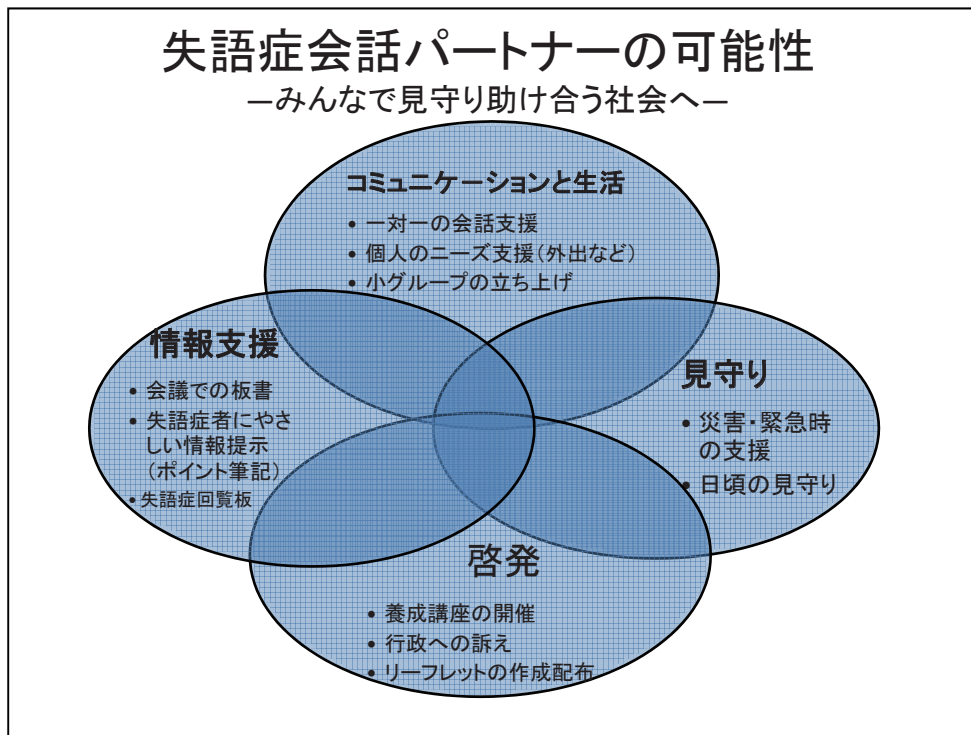 失語症会話パートナーの可能性
―みんなで見守り助け合う社会へ―
コミュニケーションと生活
• 一対一の会話支援
• 個人のニーズ支援(外出など)
• 小グループの立ち上げ
情報支援
• 会議での板書
• 失語症者にやさ
しい情報提示
(ポイント筆記)
• 失語症回覧板
見守り
• 災害・緊急時
の支援
• 日頃の見守り
啓発
• 養成講座の開催
• 行政への訴え
• リーフレットの作成配布